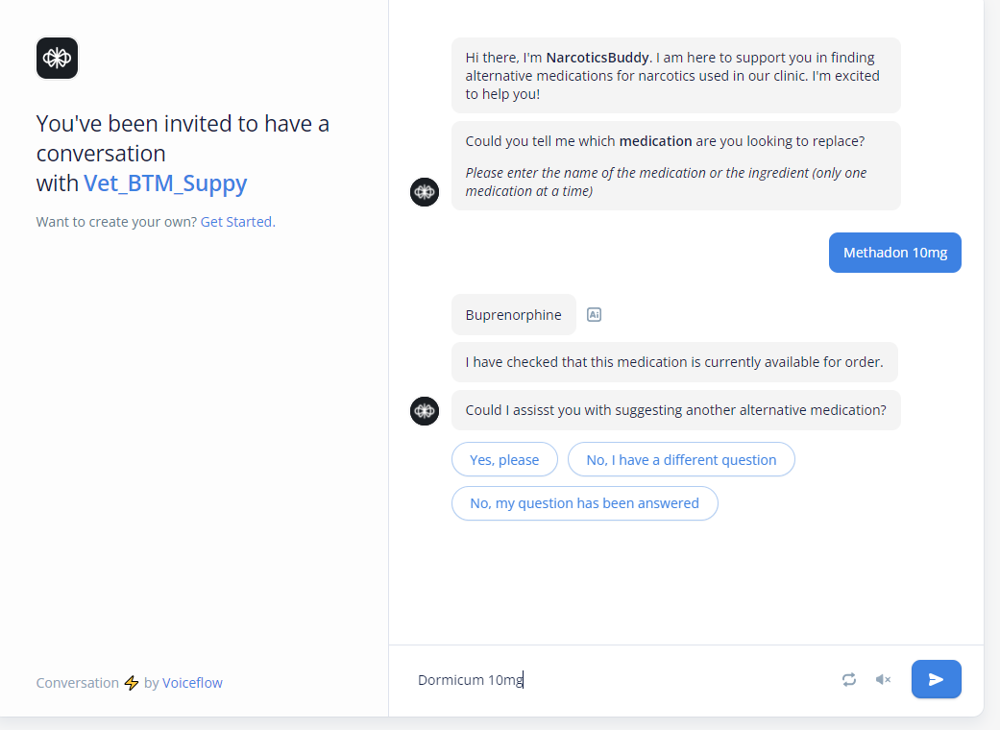 You've been invited to have a
conversation
with Vet_BTM_Suppy
Want to create your own? Get Started.
Conversation ⚡ by Voiceflow
Hi there, I'm NarcoticsBuddy. I am here to support you in finding
alternative medications for narcotics used in our clinic. I'm excited
to help you!
Could you tell me which medication are you looking to replace?
Please enter the name of the medication or the ingredient (only one
medication at a time)
Methadon 10mg
Buprenorphine
Ai
I have checked that this medication is currently available for order.
Could I assisst you with suggesting another alternative medication?
Yes, please
No, I have a different question
No, my question has been answered
Dormicum 10mg